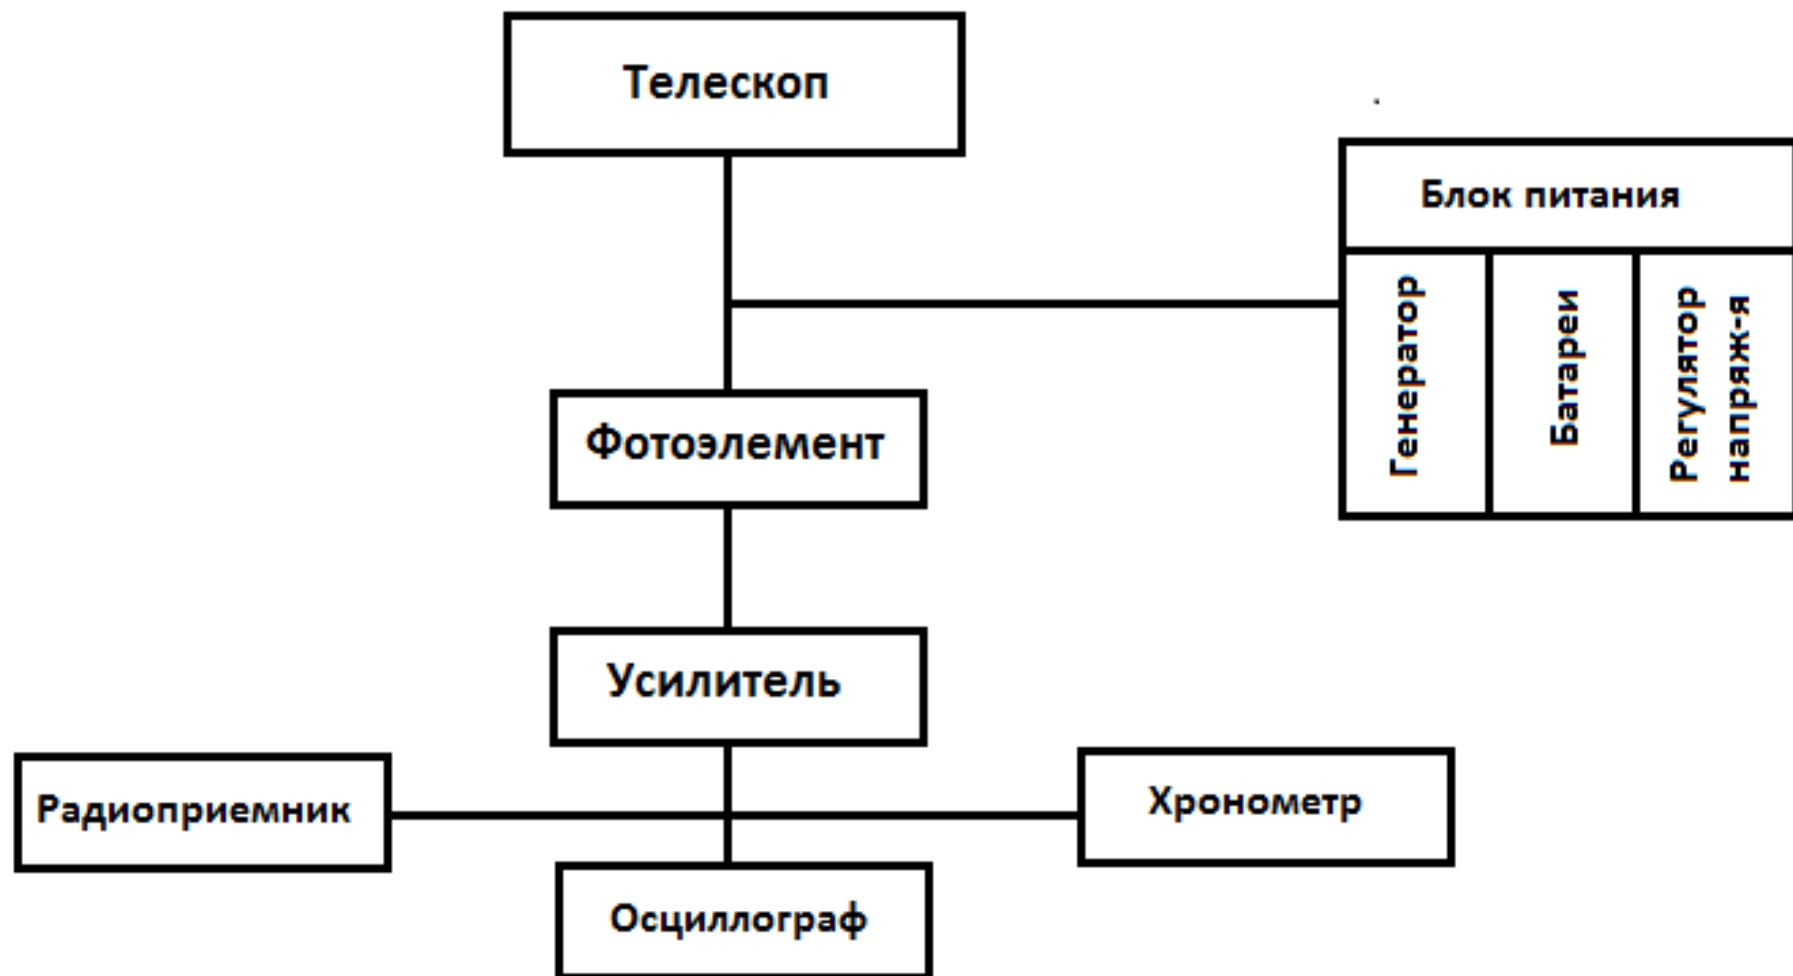 Телескоп
Блок питания
Генератор
Батареи
Регулятор
напряж-я
Фотоэлемент
Усилитель
Радиоприемник
Хронометр
Осциллограф